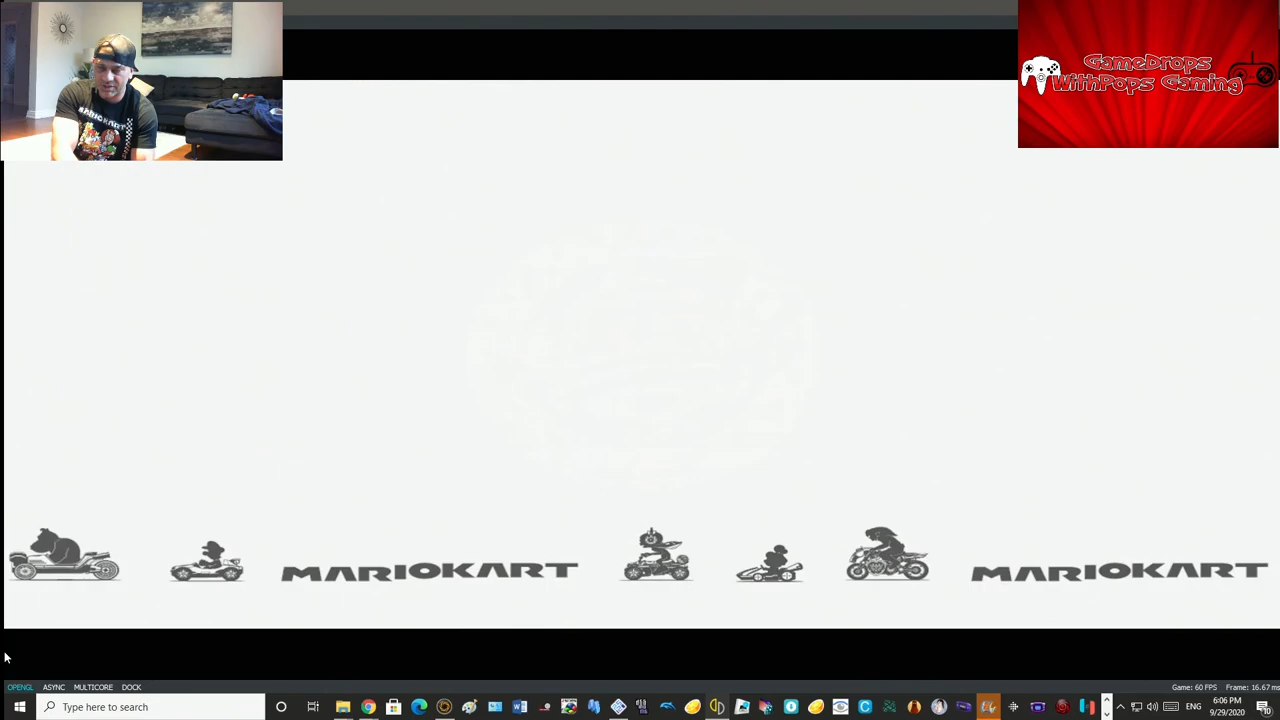 MARIOKART
GameDrops
WithPops Gaming
MARIOKART
MARIOKART
OPENGL ASYNC MULTICORE DOCK
Game: 60 FPS Frame: 16.67 ms
Type here to search
ENG
6:06 PM
9/29/2020